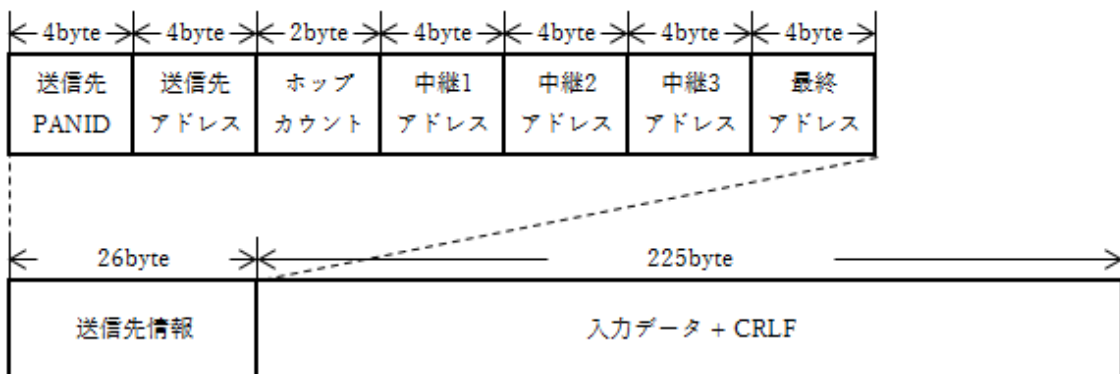 4byte 4byte 2byte 4byte 4byte 4byte 4byte
送信先 送信先 ホップ 中継1 中継2 中継3 最終
PANID アドレス カウント アドレス アドレス アドレス アドレス
26byte 225byte
送信先情報 入力データ + CRLF